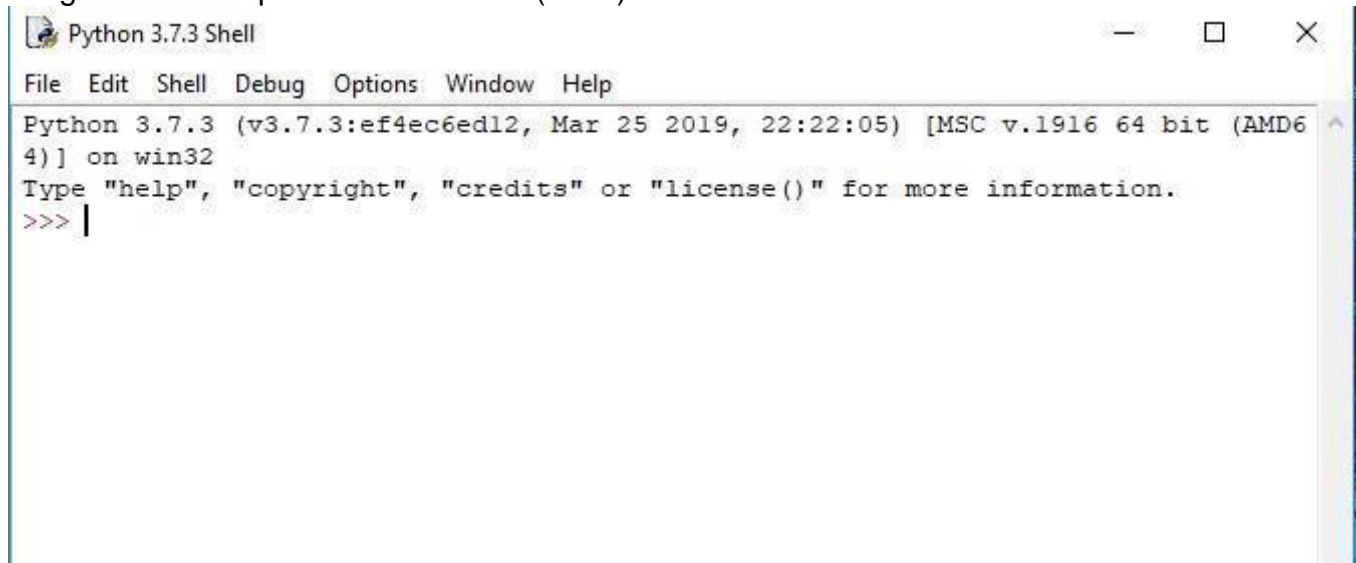 Python 3.7.3 Shell
File Edit Shell Debug Options Window Help
Python 3.7.3 (v3.7.3:ef4ec6ed12, Mar 25 2019, 22:22:05) [MSC v.1916 64 bit (AMD6
4)] on win32
Type "help", "copyright", "credits" or "license()" for more information.
>>>